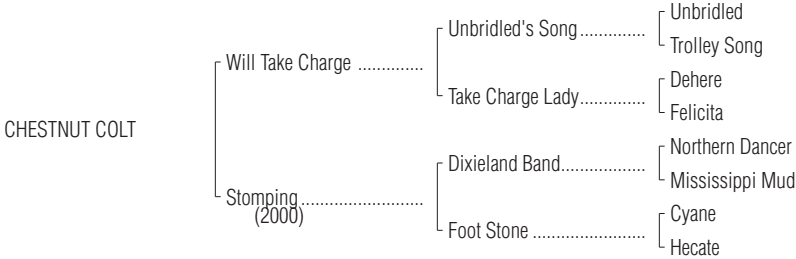 Unbridled
Unbridled's Song..............
Trolley Song
Will Take Charge ..............
Dehere
Take Charge Lady..............
Felicita
CHESTNUT COLT
Northern Dancer
Dixieland Band..................
Mississippi Mud
Stomping..........................
(2000)
Cyane
Foot Stone ........................
Hecate